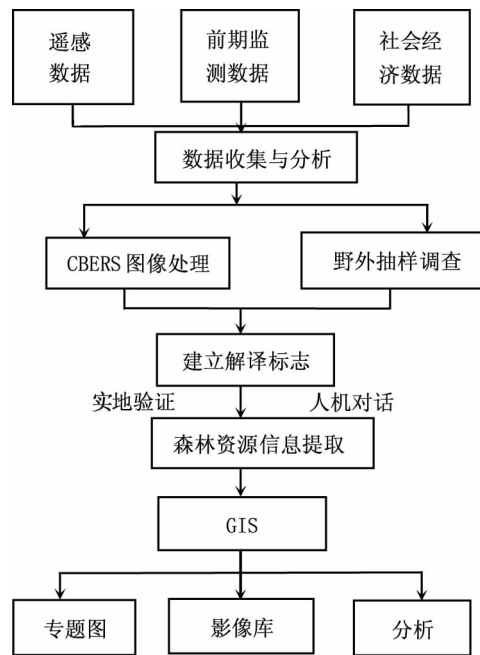 遥感
数据
前期监
测数据
社会经
济数据
数据收集与分析
CBERS 图像处理
野外抽样调查
建立解译标志
实地验证
人机对话
森林资源信息提取
GIS
专题图
影像库
分析